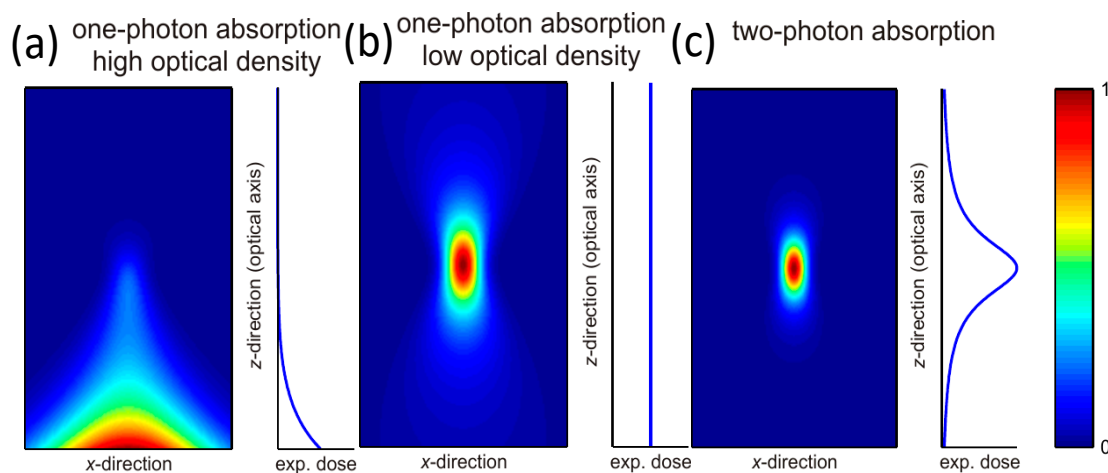 (a) one-photon absorption
high optical density
(b) one-photon absorption
low optical density
(c) two-photon absorption
z-direction (optical axis)
z-direction (optical axis)
z-direction (optical axis)
1
0
x-direction
exp. dose
x-direction
exp. dose
x-direction
exp. dose